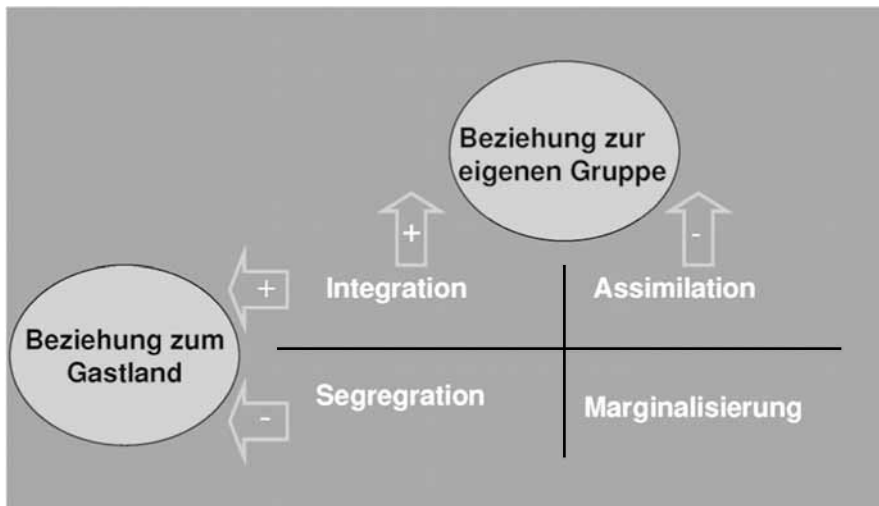 Beziehung zur
eigenen Gruppe
+
-
+
Integration
Assimilation
Beziehung zum
Gastland
Segregration
-
Marginalisierung